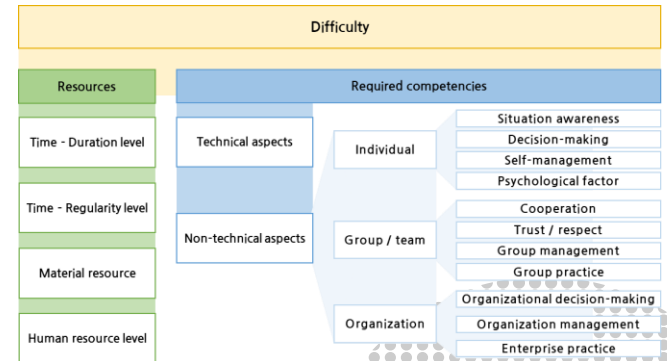 Difficulty
Resources
Required competencies
Time - Duration level
Time - Regularity level
Material resource
Human resource level
Technical aspects
Non-technical aspects
Individual
Situation awareness
Decision-making
Self-management
Psychological factor
Group / team
Cooperation
Trust / respect
Group management
Group practice
Organization
Organizational decision-making
Organization management
Enterprise practice